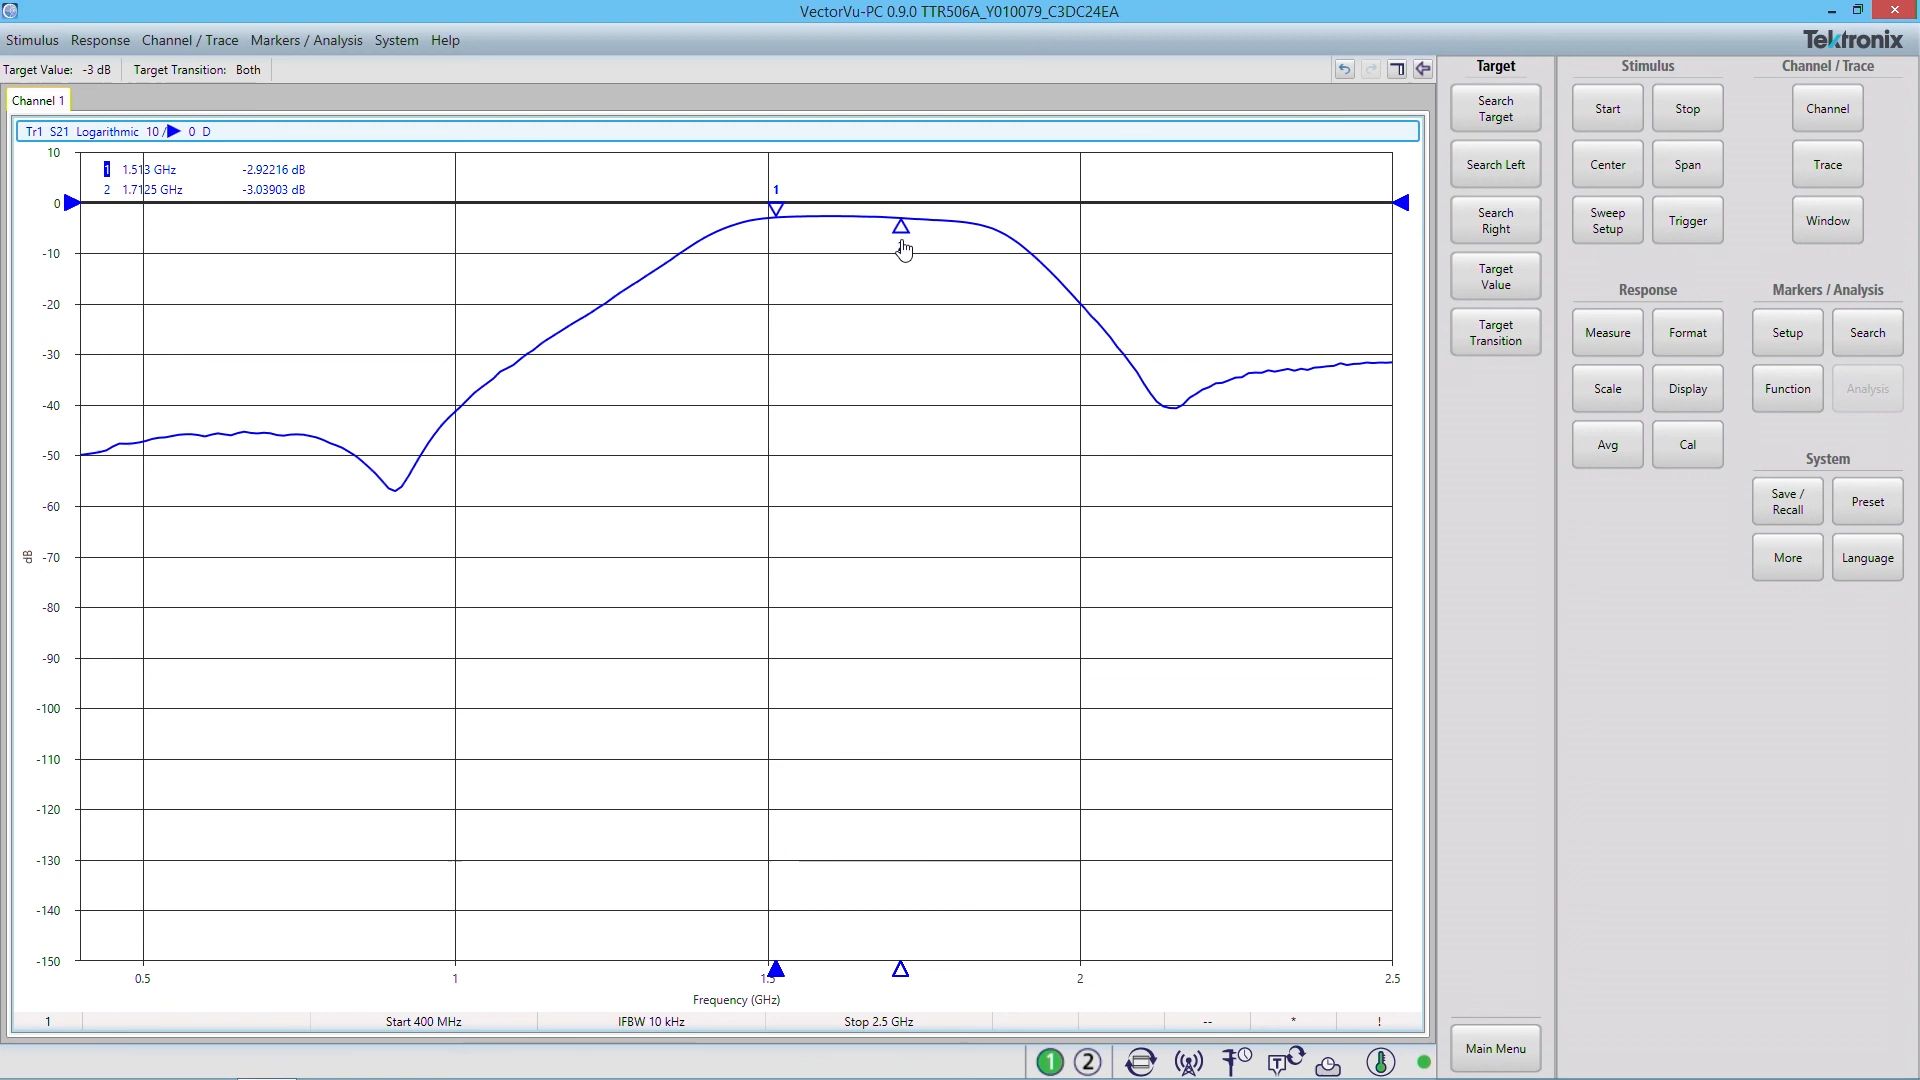 VectorVu-PC 0.9.0 TTR506A_Y010079_C3DC24EA
Stimulus Response Channel / Trace Markers / Analysis System Help
Tektronix
Target Value: -3 dB Target Transition: Both
Channel 1
Tr1 S21 Logarithmic 10 / 0 D
1 1.513 GHz -2.92216 dB
2 1.7125 GHz -3.03903 dB
1
10
0
-10
-20
-30
-40
-50
-60
-70
-80
-90
-100
-110
-120
-130
-140
-150
dB
0.5 1 1.5 2 2.5
Frequency (GHz)
1 Start 400 MHz IFBW 10 kHz Stop 2.5 GHz -- * !
1 2
T
Target
Search Target
Search Left
Search Right
Target Value
Target Transition
Main Menu
Stimulus
Start Stop
Center Span
Sweep Setup Trigger
Response
Measure Format
Scale Display
Avg Cal
Channel / Trace
Channel
Trace
Window
Markers / Analysis
Setup Search
Function Analysis
System
Save / Recall Preset
More Language